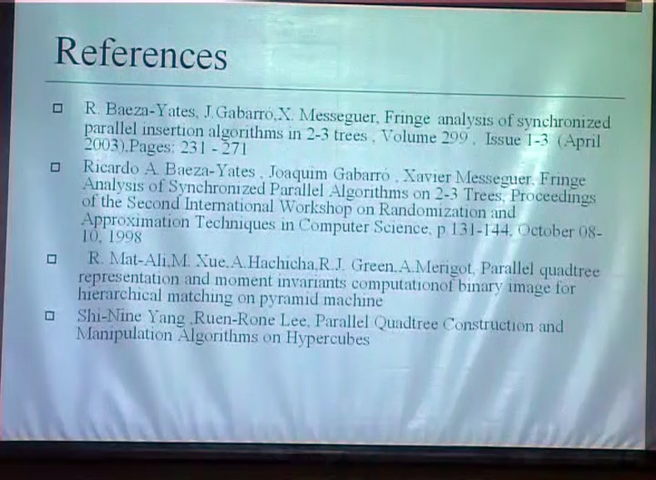 References
R. Baeza-Yates, J.Gabarró,X. Messeguer, Fringe analysis of synchronized
parallel insertion algorithms in 2-3 trees , Volume 299 , Issue 1-3 (April
2003),Pages: 231 - 271
Ricardo A. Baeza-Yates , Joaquim Gabarró , Xavier Messeguer, Fringe
Analysis of Synchronized Parallel Algorithms on 2-3 Trees, Proceedings
of the Second International Workshop on Randomization and
Approximation Techniques in Computer Science, p.131-144, October 08-
10, 1998
R. Mat-Ali,M. Xue,A.Hachicha,R.J. Green,A.Merigot, Parallel quadtree
representation and moment invariants computationof binary image for
hierarchical matching on pyramid machine
Shi-Nine Yang ,Ruen-Rone Lee, Parallel Quadtree Construction and
Manipulation Algorithms on Hypercubes